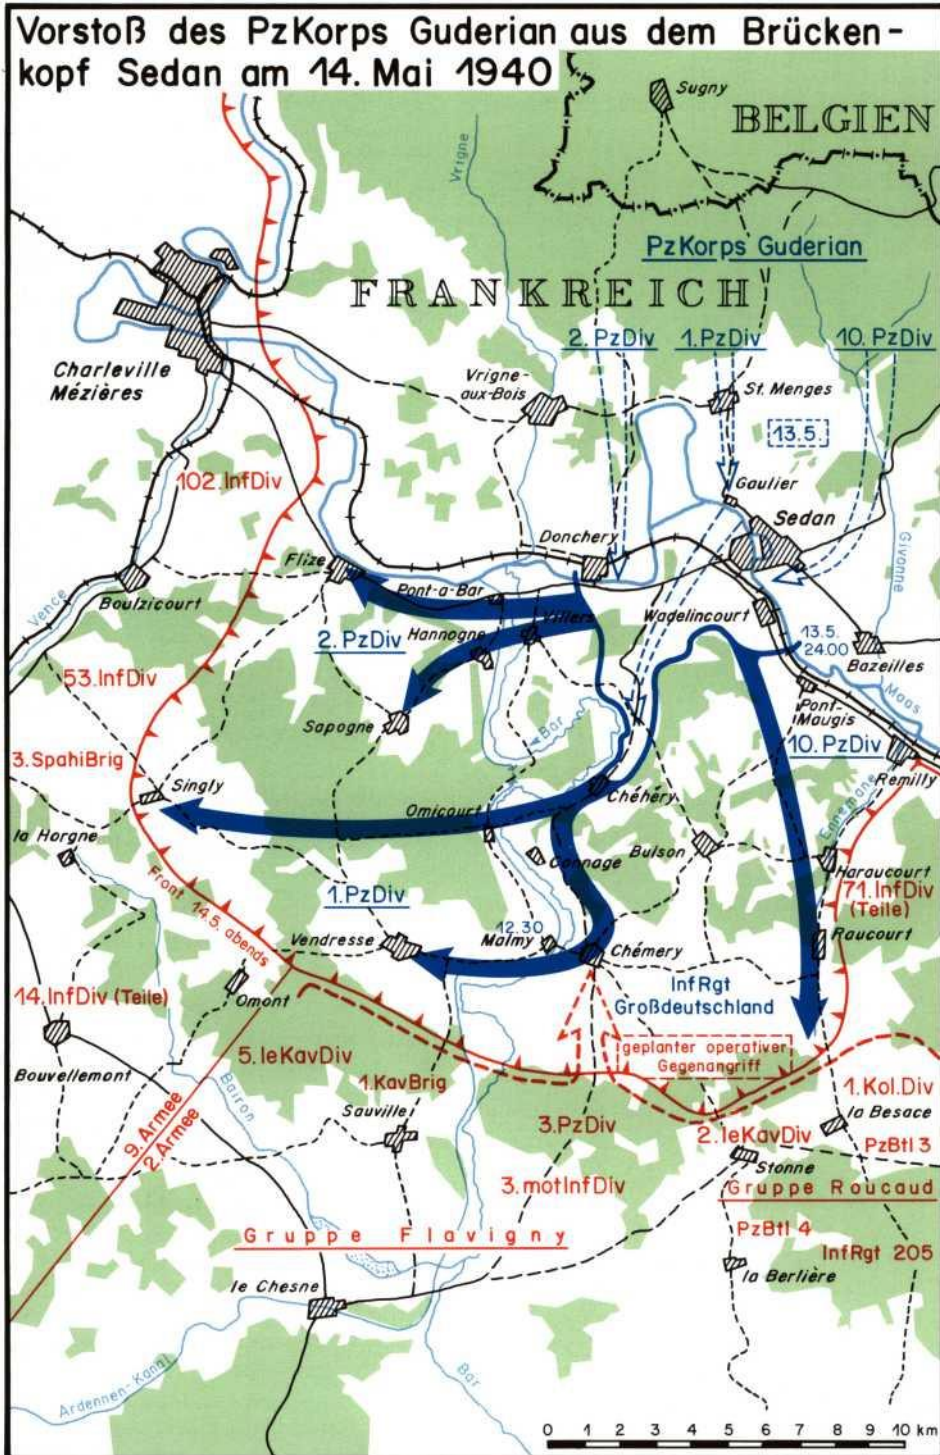 Vorstoß des PzKorps Guderian aus dem Brücken-
kopf Sedan am 14. Mai 1940
Sugny
BELGIEN
Vrigne
PzKorps Guderian
FRANKREICH
2. PzDiv
1. PzDiv
10. PzDiv
Charleville
Mézières
Vrigne-
aux-Bois
St. Menges
13.5.
102. InfDiv
Gaulier
Sedan
Donchery
Givonne
Flize
Pont-a-Bar
Boulzicourt
Vence
Villers
Wadelincourt
Hannogne
2. PzDiv
13.5.
24.00
Bazeilles
53. InfDiv
Maas
Pont-
Maugis
Sapogne
Bar
10. PzDiv
3. SpahiBrig
Remilly
Singly
Chéhéry
Ennemane
Omicourt
la Horgne
Bulson
Connage
Haraucourt
71. InfDiv
(Teile)
Front 14.5. abends
1. PzDiv
12.30
Raucourt
Vendresse
Malmy
Chémery
14. InfDiv (Teile)
Omont
InfRgt
Großdeutschland
geplanter operativer
Gegenangriff
5. leKavDiv
Bouvellemont
1. KavBrig
1. Kol. Div
Bairon
Sauville
la Besace
9. Armee
2. Armee
3. PzDiv
2. leKavDiv
PzBtl 3
Stonne
3. motInfDiv
Gruppe Roucaud
Gruppe Flavigny
PzBtl 4
InfRgt 205
la Berlière
le Chesne
Ardennen-Kanal
Bar
0 1 2 3 4 5 6 7 8 9 10 km